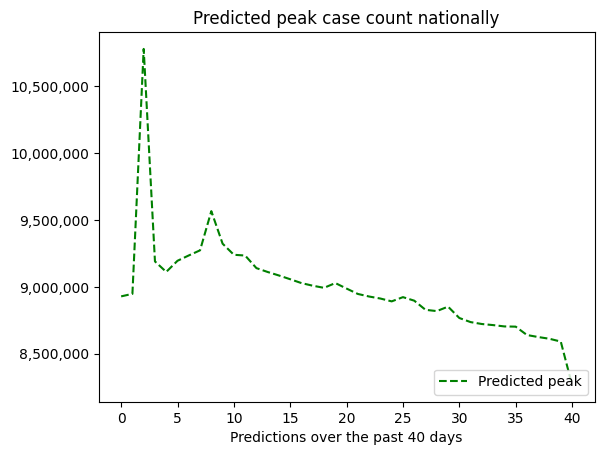 Predicted peak case count nationally
10,500,000
10,000,000
9,500,000
9,000,000
8,500,000
Predicted peak
0 5 10 15 20 25 30 35 40
Predictions over the past 40 days